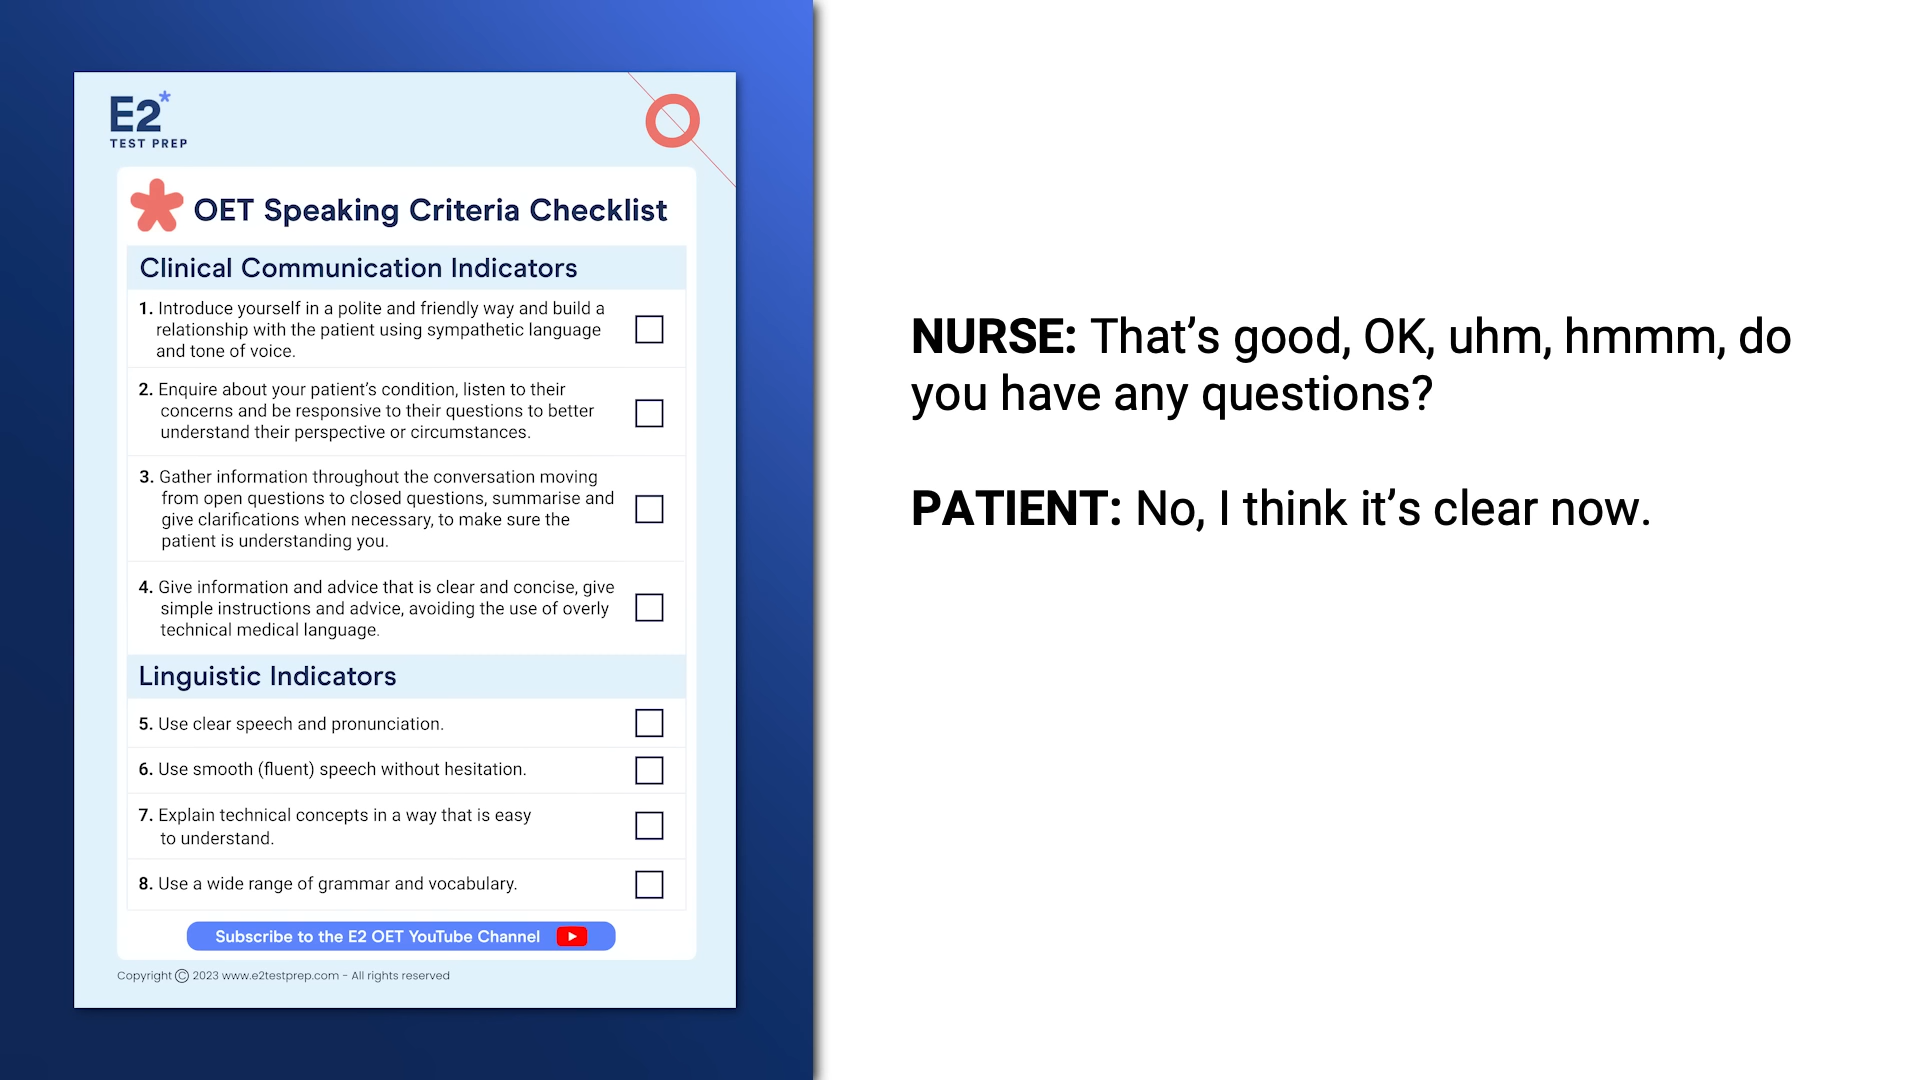 E2*
TEST PREP
OET Speaking Criteria Checklist
Clinical Communication Indicators
1. Introduce yourself in a polite and friendly way and build a
relationship with the patient using sympathetic language
and tone of voice.
2. Enquire about your patient's condition, listen to their
concerns and be responsive to their questions to better
understand their perspective or circumstances.
3. Gather information throughout the conversation moving
from open questions to closed questions, summarise and
give clarifications when necessary, to make sure the
patient is understanding you.
4. Give information and advice that is clear and concise, give
simple instructions and advice, avoiding the use of overly
technical medical language.
Linguistic Indicators
5. Use clear speech and pronunciation.
6. Use smooth (fluent) speech without hesitation.
7. Explain technical concepts in a way that is easy
to understand.
8. Use a wide range of grammar and vocabulary.
Subscribe to the E2 OET YouTube Channel
Copyright © 2023 www.e2testprep.com - All rights reserved
NURSE: That’s good, OK, uhm, hmmm, do
you have any questions?
PATIENT: No, I think it’s clear now.